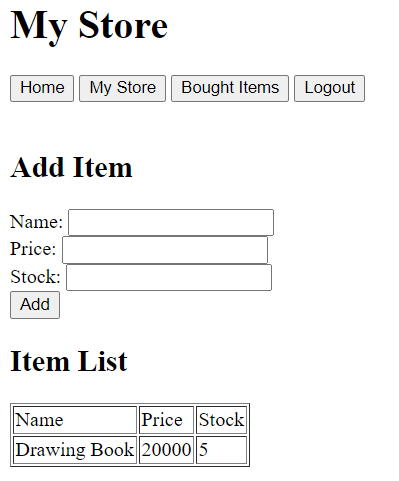 My Store
Home My Store Bought Items Logout
Add Item
Name:
Price:
Stock:
Add
Item List
Name Price Stock
Drawing Book 20000 5